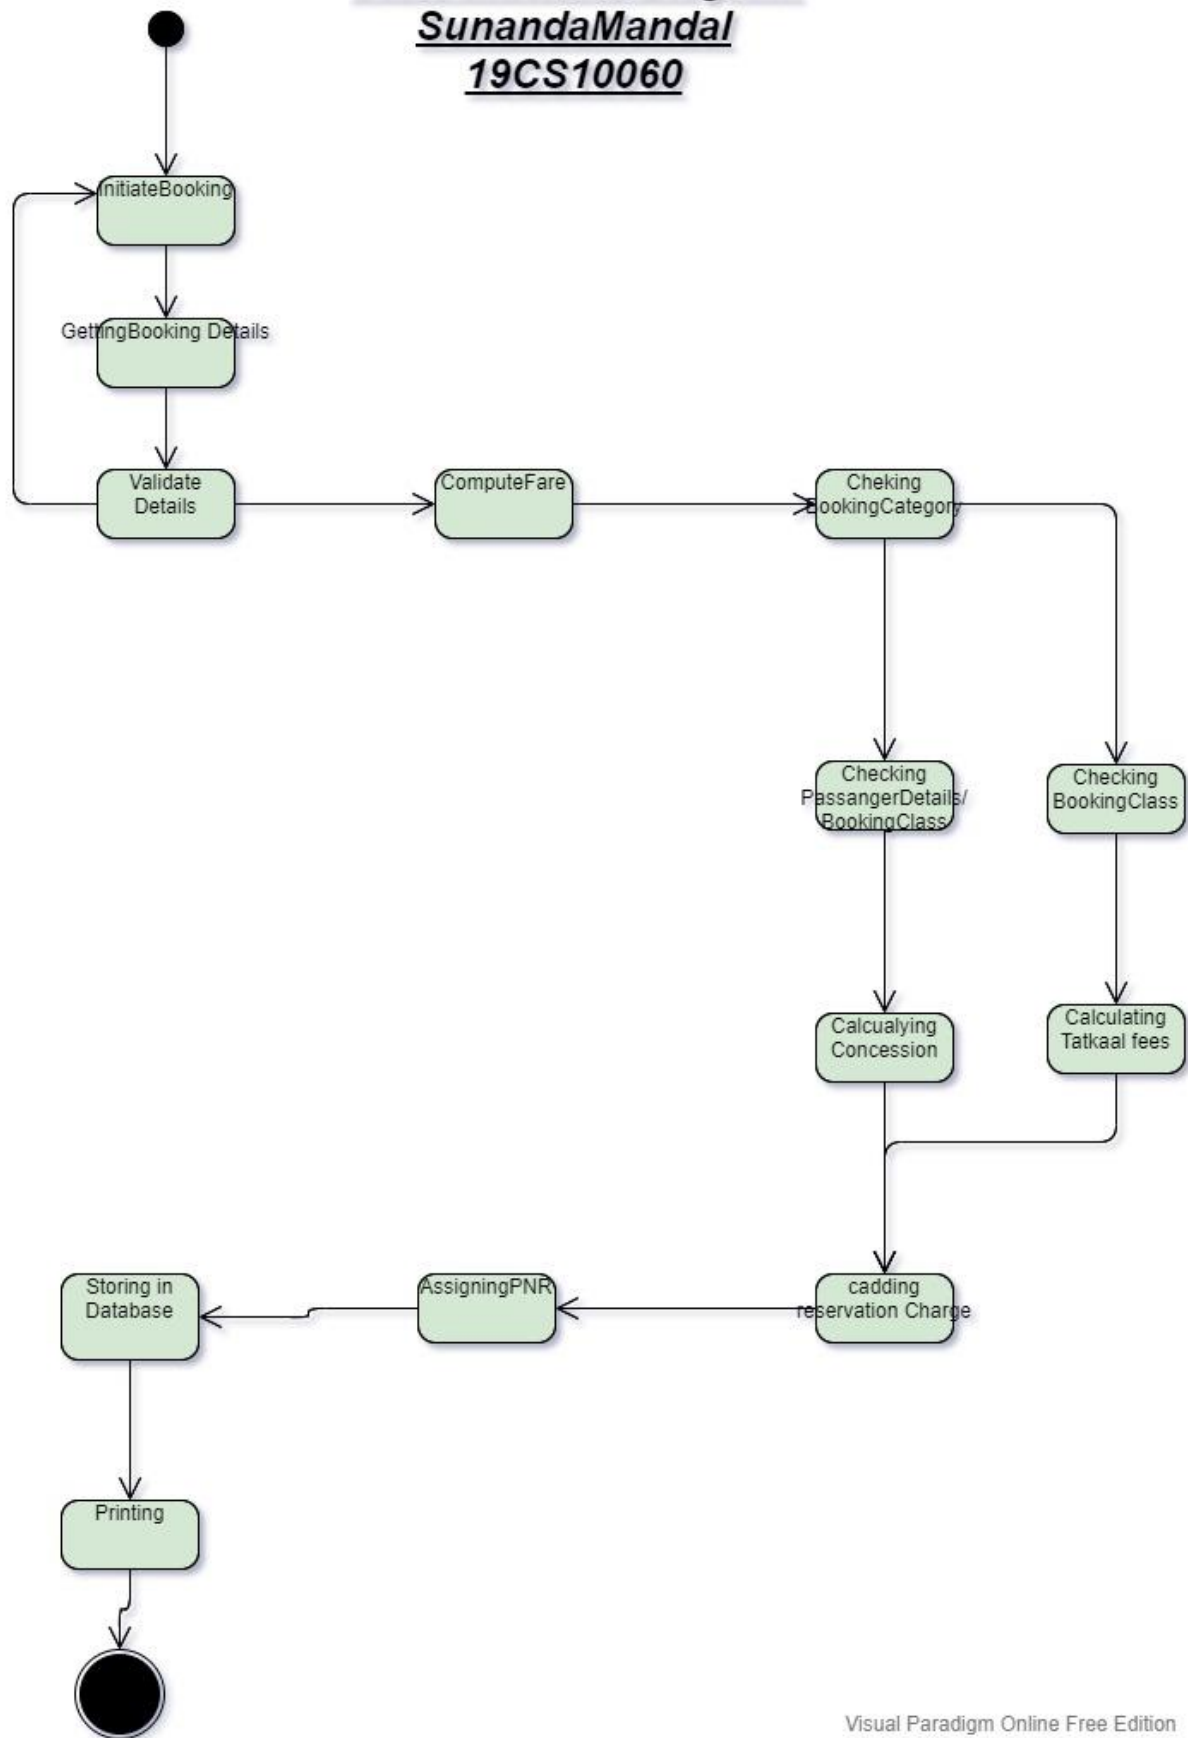 SunandaMandal
19CS10060
InitiateBooking
GettingBooking Details
Validate
Details
ComputeFare
Cheking
BookingCategory
Checking
PassangerDetails/
BookingClass
Checking
BookingClass
Calcualying
Concession
Calculating
Tatkaal fees
Storing in
Database
AssigningPNR
cadding
reservation Charge
Printing
Visual Paradigm Online Free Edition